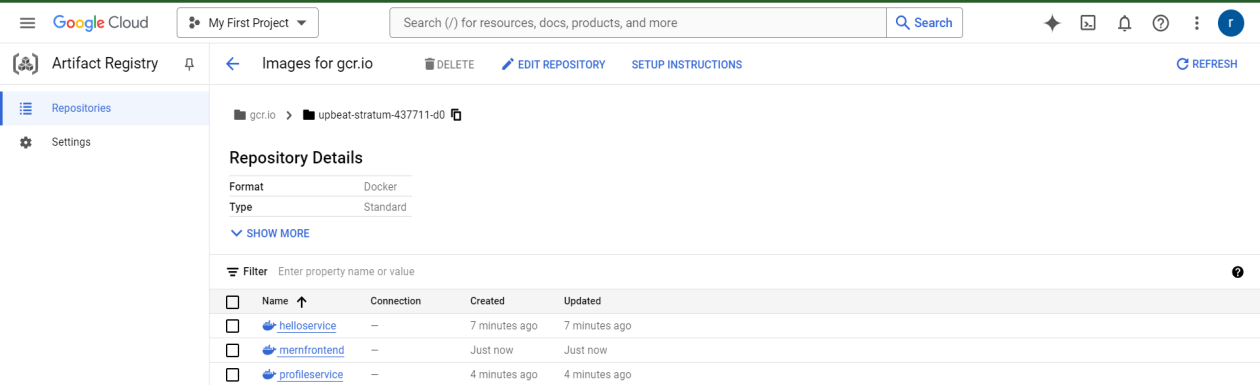 Google Cloud
My First Project
Search (/) for resources, docs, products, and more
Search
r
Artifact Registry
Images for gcr.io
DELETE
EDIT REPOSITORY
SETUP INSTRUCTIONS
REFRESH
Repositories
Settings
gcr.io
upbeat-stratum-437711-d0
Repository Details
Format Docker
Type Standard
SHOW MORE
Filter Enter property name or value
Name Connection Created Updated
helloservice — 7 minutes ago 7 minutes ago
mernfrontend — Just now Just now
profileservice — 4 minutes ago 4 minutes ago